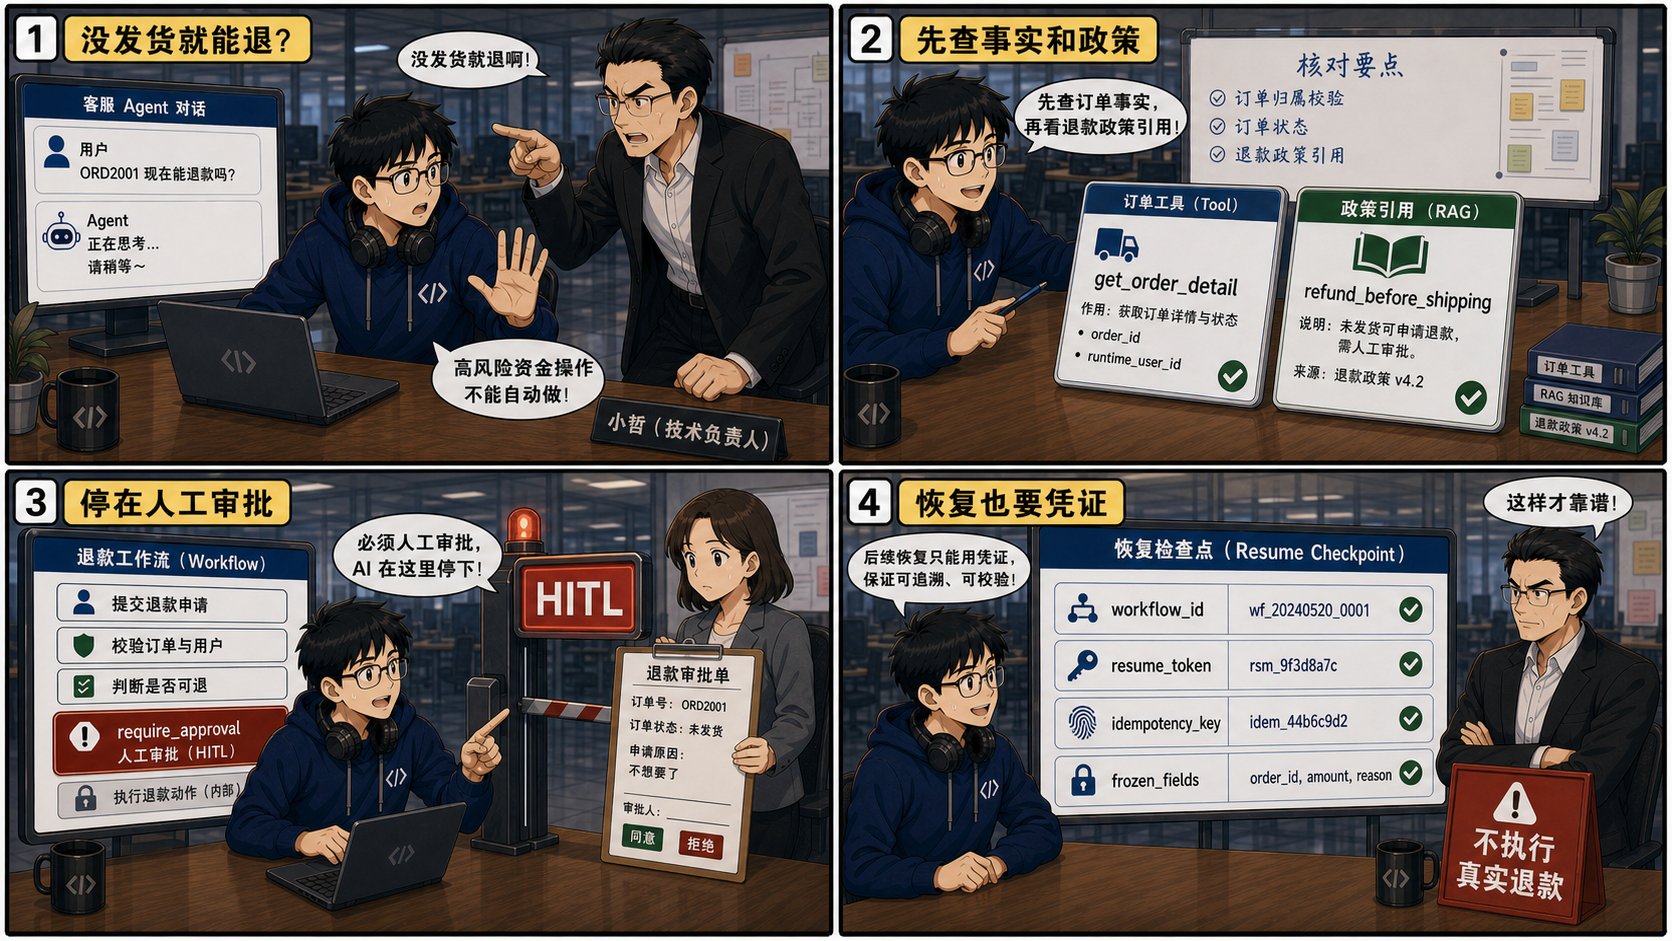 1 没发货就能退？
没发货就退啊！
客服 Agent 对话
用户
ORD2001 现在能退款吗？
Agent
正在思考...
请稍等～
</>
</>
</>
高风险资金操作
不能自动做！
小哲（技术负责人）
2 先查事实和政策
先查订单事实，
再看退款政策引用！
核对要点
订单归属校验
订单状态
退款政策引用
订单工具（Tool）
get_order_detail
作用：获取订单详情与状态
• order_id
• runtime_user_id
政策引用（RAG）
refund_before_shipping
说明：未发货可申请退款，
需人工审批。
来源：退款政策 v4.2
</>
</>
订单工具
RAG 知识库
退款政策 v4.2
3 停在人工审批
必须人工审批，
AI 在这里停下！
退款工作流（Workflow）
提交退款申请
校验订单与用户
判断是否可退
require_approval
人工审批（HITL）
执行退款动作（内部）
HITL
退款审批单
订单号：ORD2001
订单状态：未发货
申请原因：
不想要了
审批人：
同意
拒绝
</>
</>
</>
4 恢复也要凭证
这样才靠谱！
后续恢复只能用凭证，
保证可追溯、可校验！
恢复检查点（Resume Checkpoint）
workflow_id wf_20240520_0001
resume_token rsm_9f3d8a7c
idempotency_key idem_44b6c9d2
frozen_fields order_id, amount, reason
</>
</>
不执行
真实退款